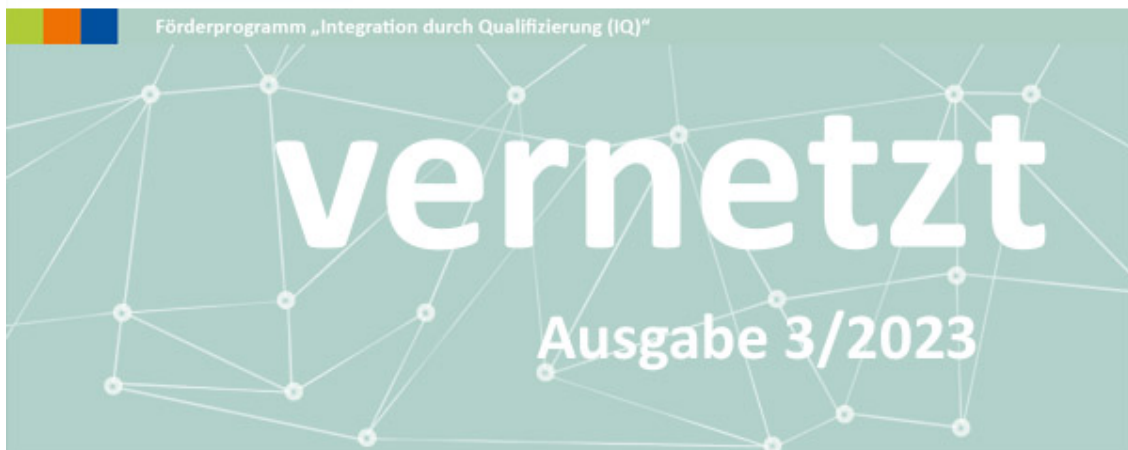 Förderprogramm „Integration durch Qualifizierung (IQ)“
vernetzt
Ausgabe 3/2023